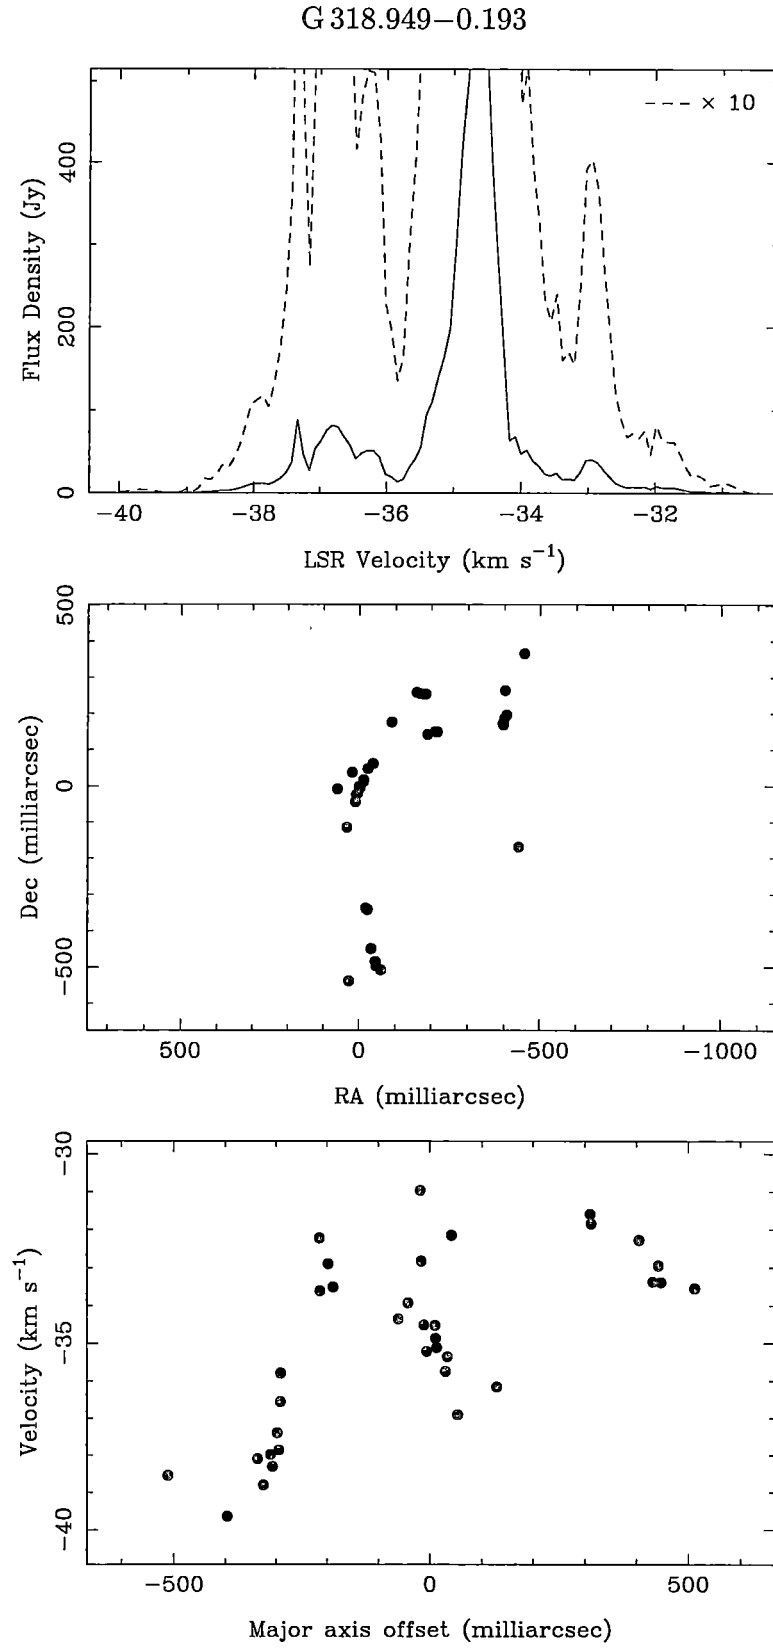 G 318.949−0.193
--- × 10
Flux Density (Jy)
400
200
0
−40
−38
−36
−34
−32
LSR Velocity (km s⁻¹)
Dec (milliarcsec)
500
0
−500
500
0
−500
−1000
RA (milliarcsec)
Velocity (km s⁻¹)
−30
−35
−40
−500
0
500
Major axis offset (milliarcsec)